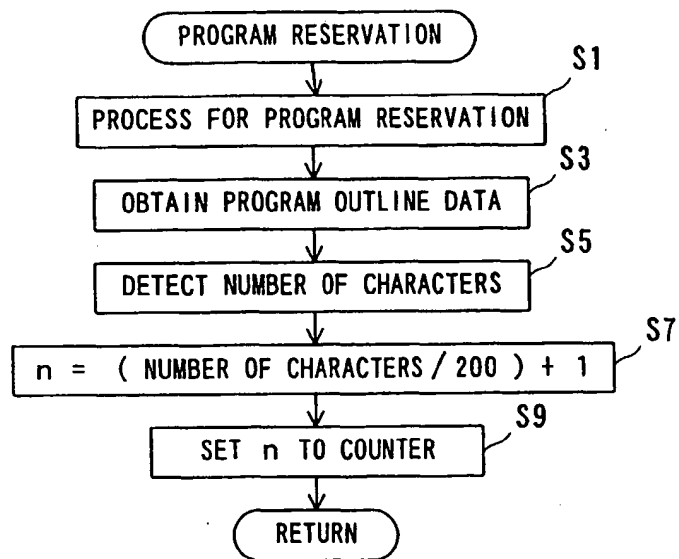 PROGRAM RESERVATION
S1
PROCESS FOR PROGRAM RESERVATION
S3
OBTAIN PROGRAM OUTLINE DATA
S5
DETECT NUMBER OF CHARACTERS
S7
n = ( NUMBER OF CHARACTERS / 200 ) + 1
S9
SET n TO COUNTER
RETURN